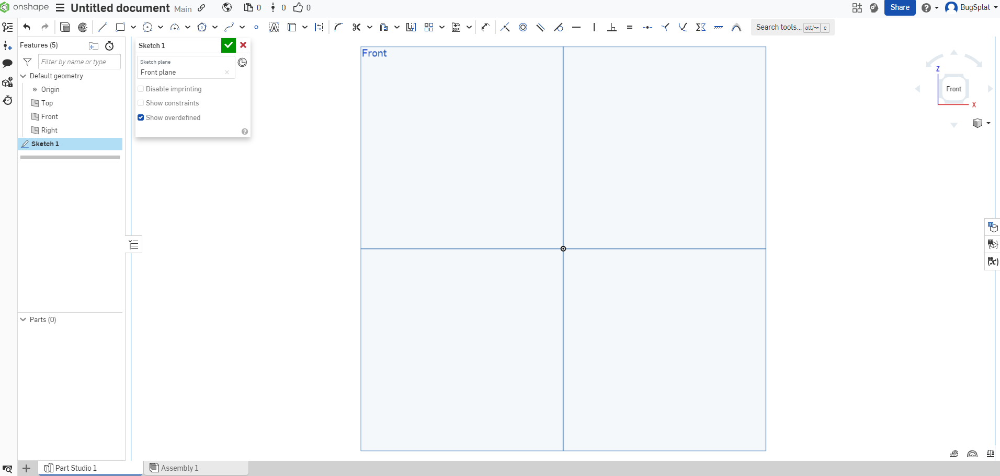 onshape Untitled document Main 0 0 0 Share BugSplat
Search tools... alt/⌥ c
Features (5)
Filter by name or type
Default geometry
Origin
Top
Front
Right
Sketch 1
Parts (0)
Sketch 1
Sketch plane
Front plane
Disable imprinting
Show constraints
Show overdefined
Front
Z
Front
X
Part Studio 1
Assembly 1